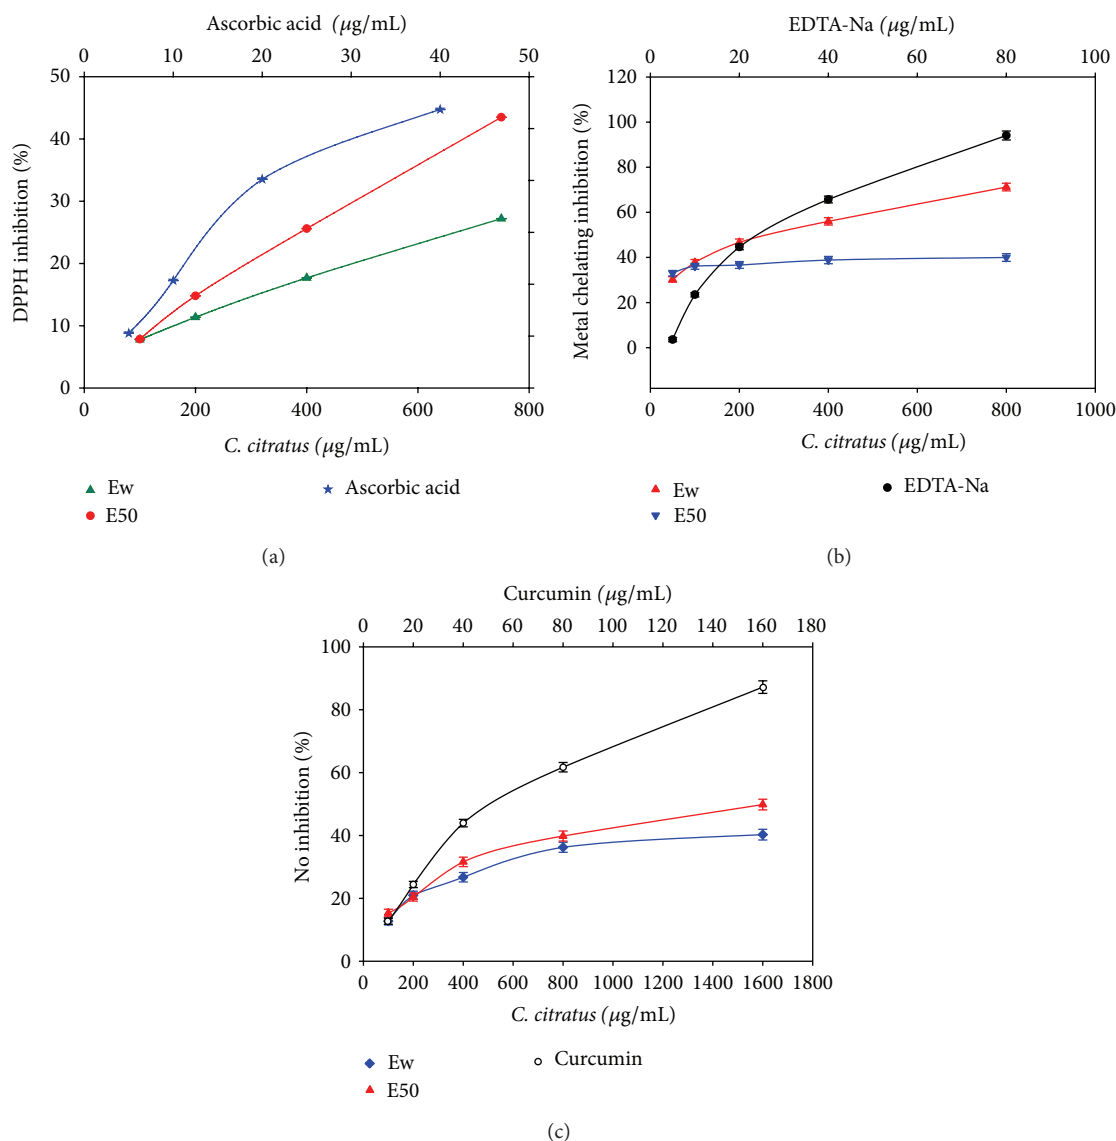 Ascorbic acid (μg/mL)
0 10 20 30 40 50
DPPH inhibition (%)
50
40
30
20
10
0
0 200 400 600 800
C. citratus (μg/mL)
Ew
E50
Ascorbic acid
(a)
EDTA-Na (μg/mL)
0 20 40 60 80 100
Metal chelating inhibition (%)
120
100
80
60
40
20
0
0 200 400 600 800 1000
C. citratus (μg/mL)
Ew
E50
EDTA-Na
(b)
Curcumin (μg/mL)
0 20 40 60 80 100 120 140 160 180
No inhibition (%)
100
80
60
40
20
0
0 200 400 600 800 1000 1200 1400 1600 1800
C. citratus (μg/mL)
Ew
E50
Curcumin
(c)